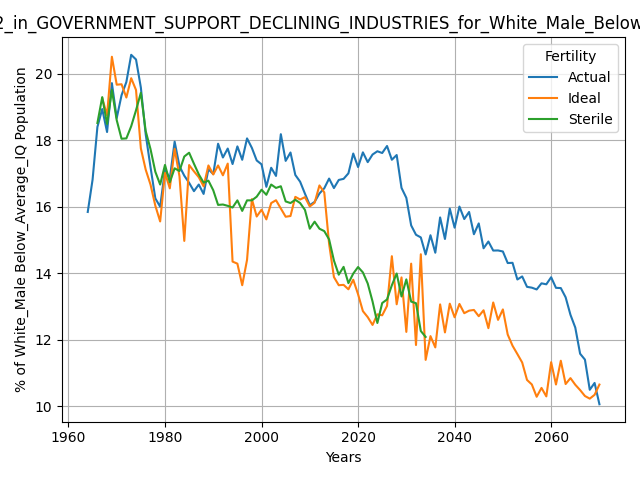 2_in_GOVERNMENT_SUPPORT_DECLINING_INDUSTRIES_for_White_Male_Below
% of White_Male Below_Average_IQ Population
20
18
16
14
12
10
Fertility
Actual
Ideal
Sterile
1960
1980
2000
2020
2040
2060
Years